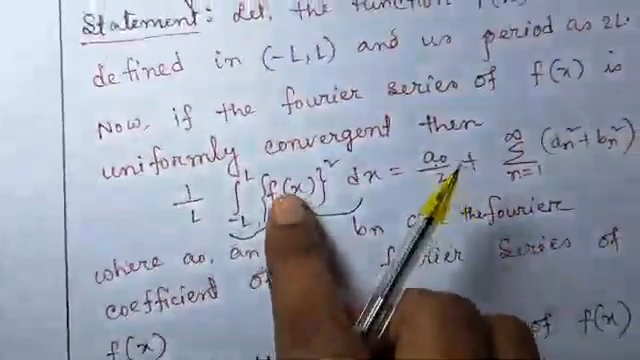 Statement: Let the function f(x)
defined in (-L, L) and us period as 2L.
Now, if the fourier series of f(x) is
uniformly convergent then
1/L ∫_{-L}^{L} {f(x)}² dx = a₀/2 + Σ_{n=1}^{∞} (an² + bn²)
where a₀, an bn the fourier
coefficient of series of
f(x) of f(x)